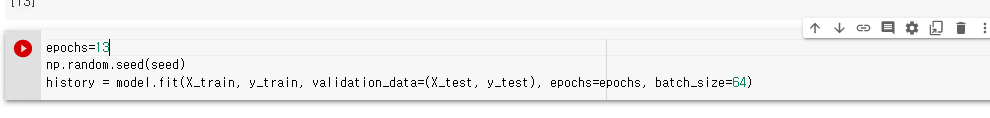 [13]
epochs=13
np.random.seed(seed)
history = model.fit(X_train, y_train, validation_data=(X_test, y_test), epochs=epochs, batch_size=64)